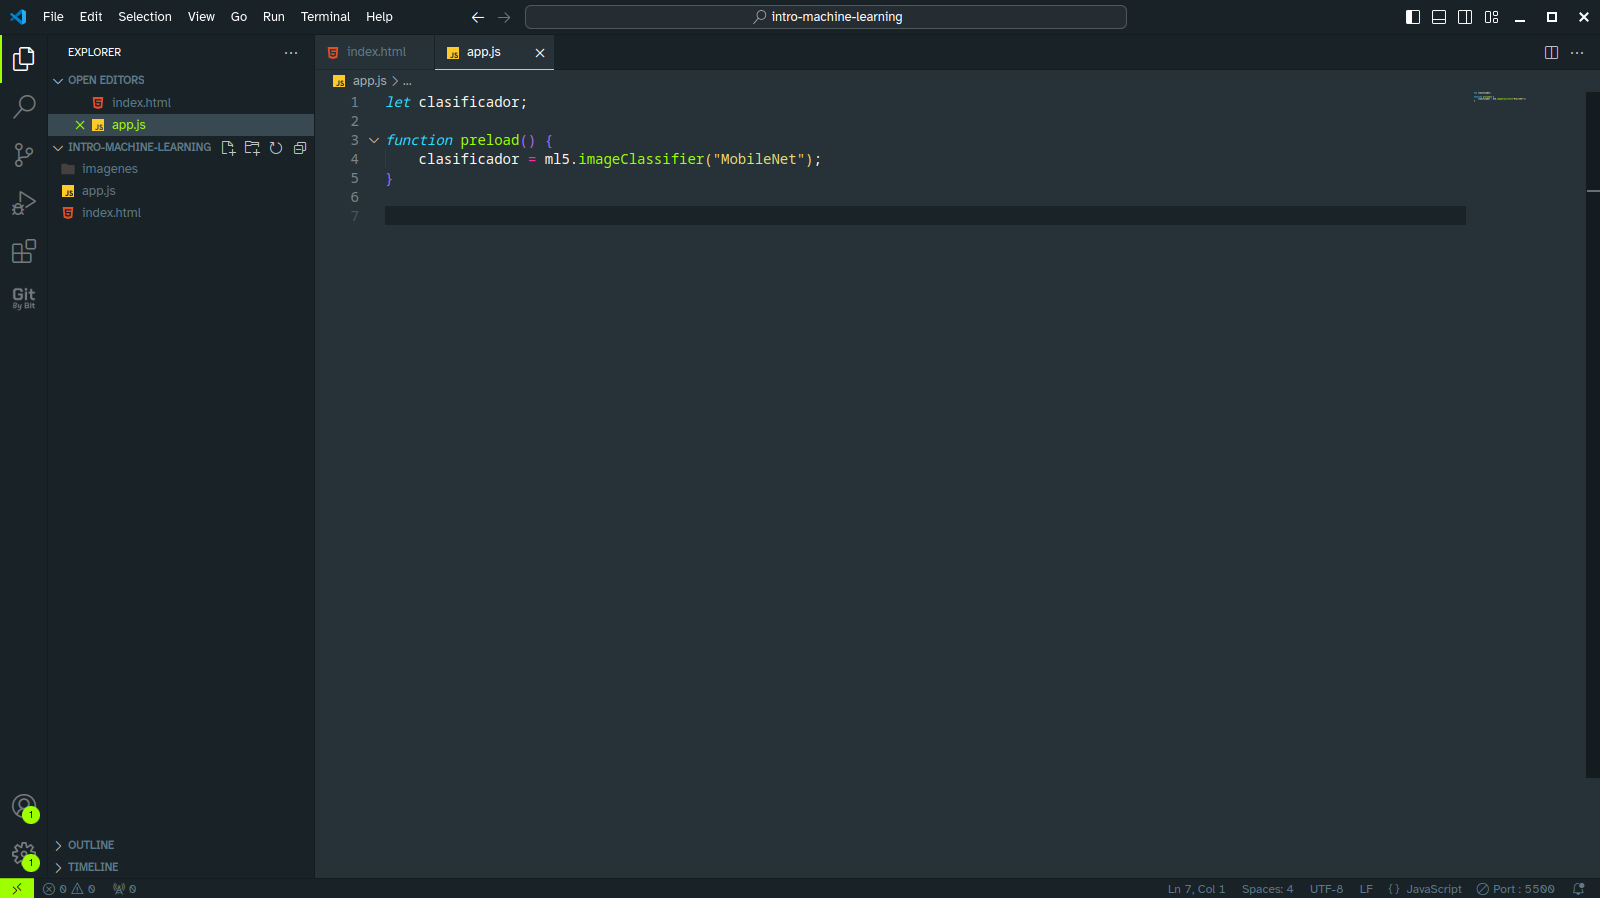 File Edit Selection View Go Run Terminal Help intro-machine-learning
EXPLORER
OPEN EDITORS
index.html
app.js
INTRO-MACHINE-LEARNING
imagenes
app.js
index.html
OUTLINE
TIMELINE
Git
By Bit
1
1
index.html app.js
app.js > ...
1 let clasificador;
2
3 function preload() {
4 clasificador = ml5.imageClassifier("MobileNet");
5 }
6
7
0 0 0 Ln 7, Col 1 Spaces: 4 UTF-8 LF {} JavaScript Port : 5500